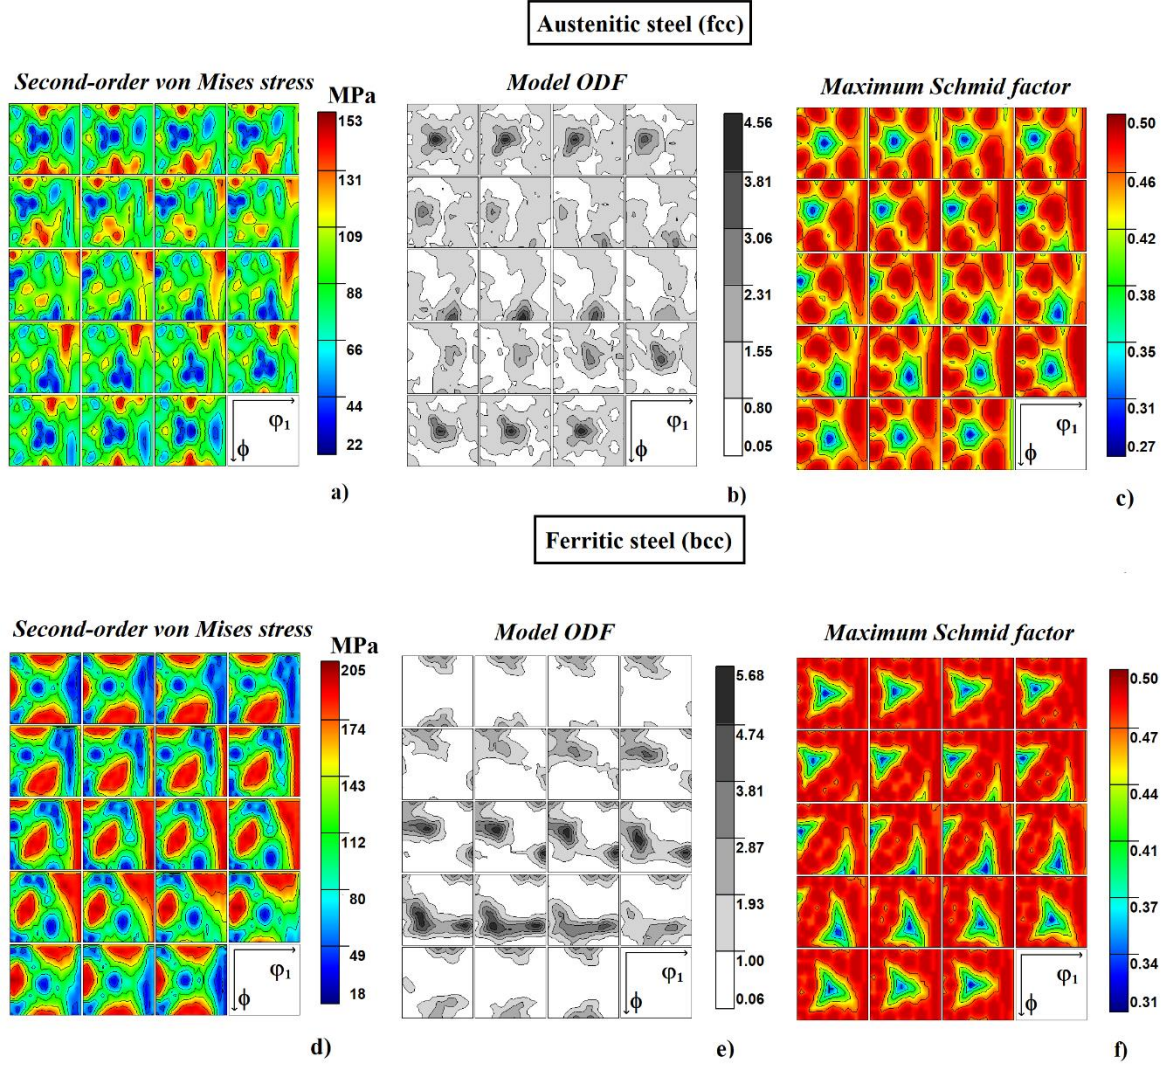 Austenitic steel (fcc)
Second-order von Mises stress
MPa
153
131
109
88
66
44
22
φ₁
ϕ
a)
Model ODF
4.56
3.81
3.06
2.31
1.55
0.80
0.05
φ₁
ϕ
b)
Maximum Schmid factor
0.50
0.46
0.42
0.38
0.35
0.31
0.27
φ₁
ϕ
c)
Ferritic steel (bcc)
Second-order von Mises stress
MPa
205
174
143
112
80
49
18
φ₁
ϕ
d)
Model ODF
5.68
4.74
3.81
2.87
1.93
1.00
0.06
φ₁
ϕ
e)
Maximum Schmid factor
0.50
0.47
0.44
0.41
0.37
0.34
0.31
φ₁
ϕ
f)